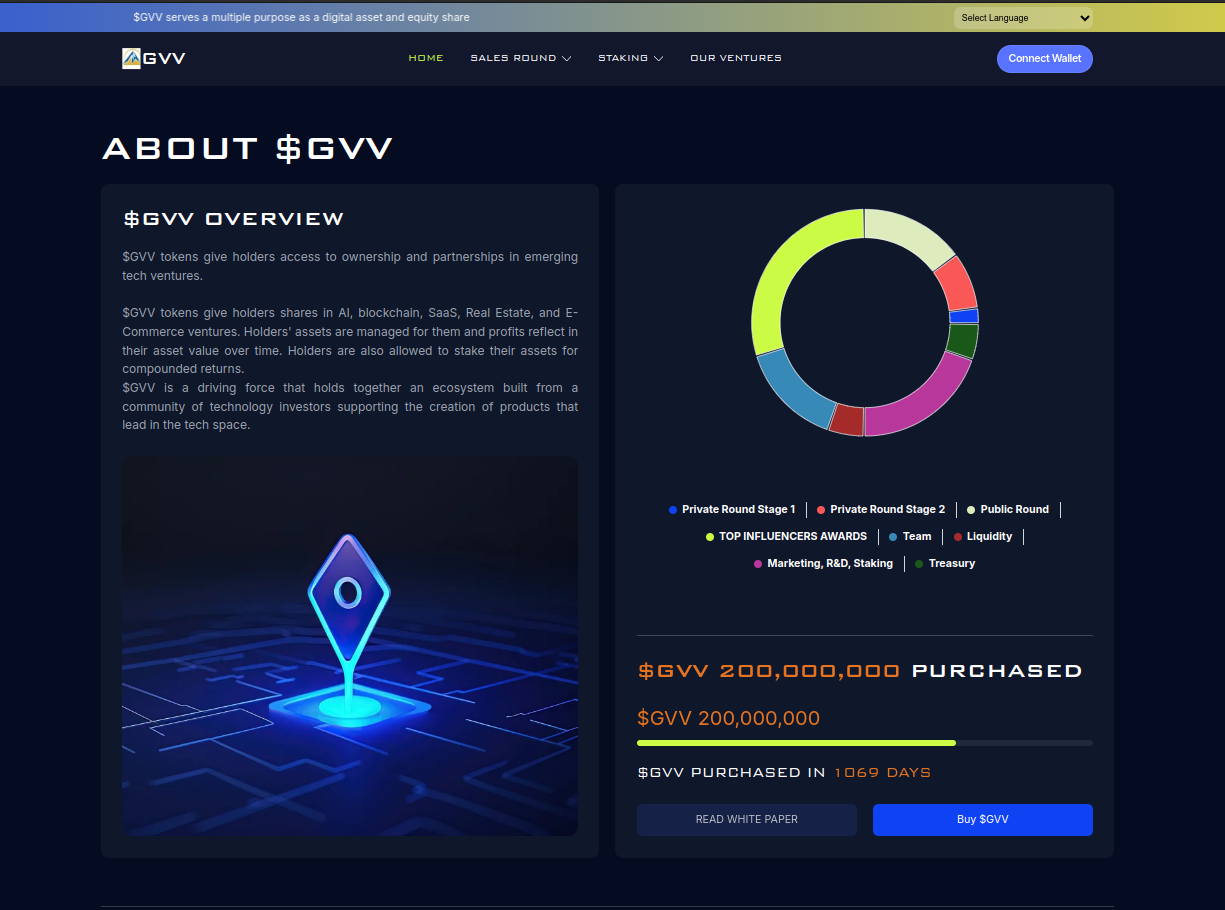 $GVV serves a multiple purpose as a digital asset and equity share
Select Language
GVV
HOME
SALES ROUND
STAKING
OUR VENTURES
Connect Wallet
ABOUT $GVV
$GVV OVERVIEW
$GVV tokens give holders access to ownership and partnerships in emerging
tech ventures.
$GVV tokens give holders shares in AI, blockchain, SaaS, Real Estate, and E-
Commerce ventures. Holders' assets are managed for them and profits reflect in
their asset value over time. Holders are also allowed to stake their assets for
compounded returns.
$GVV is a driving force that holds together an ecosystem built from a
community of technology investors supporting the creation of products that
lead in the tech space.
Private Round Stage 1
Private Round Stage 2
Public Round
TOP INFLUENCERS AWARDS
Team
Liquidity
Marketing, R&D, Staking
Treasury
$GVV 200,000,000 PURCHASED
$GVV 200,000,000
$GVV PURCHASED IN 1069 DAYS
READ WHITE PAPER
Buy $GVV